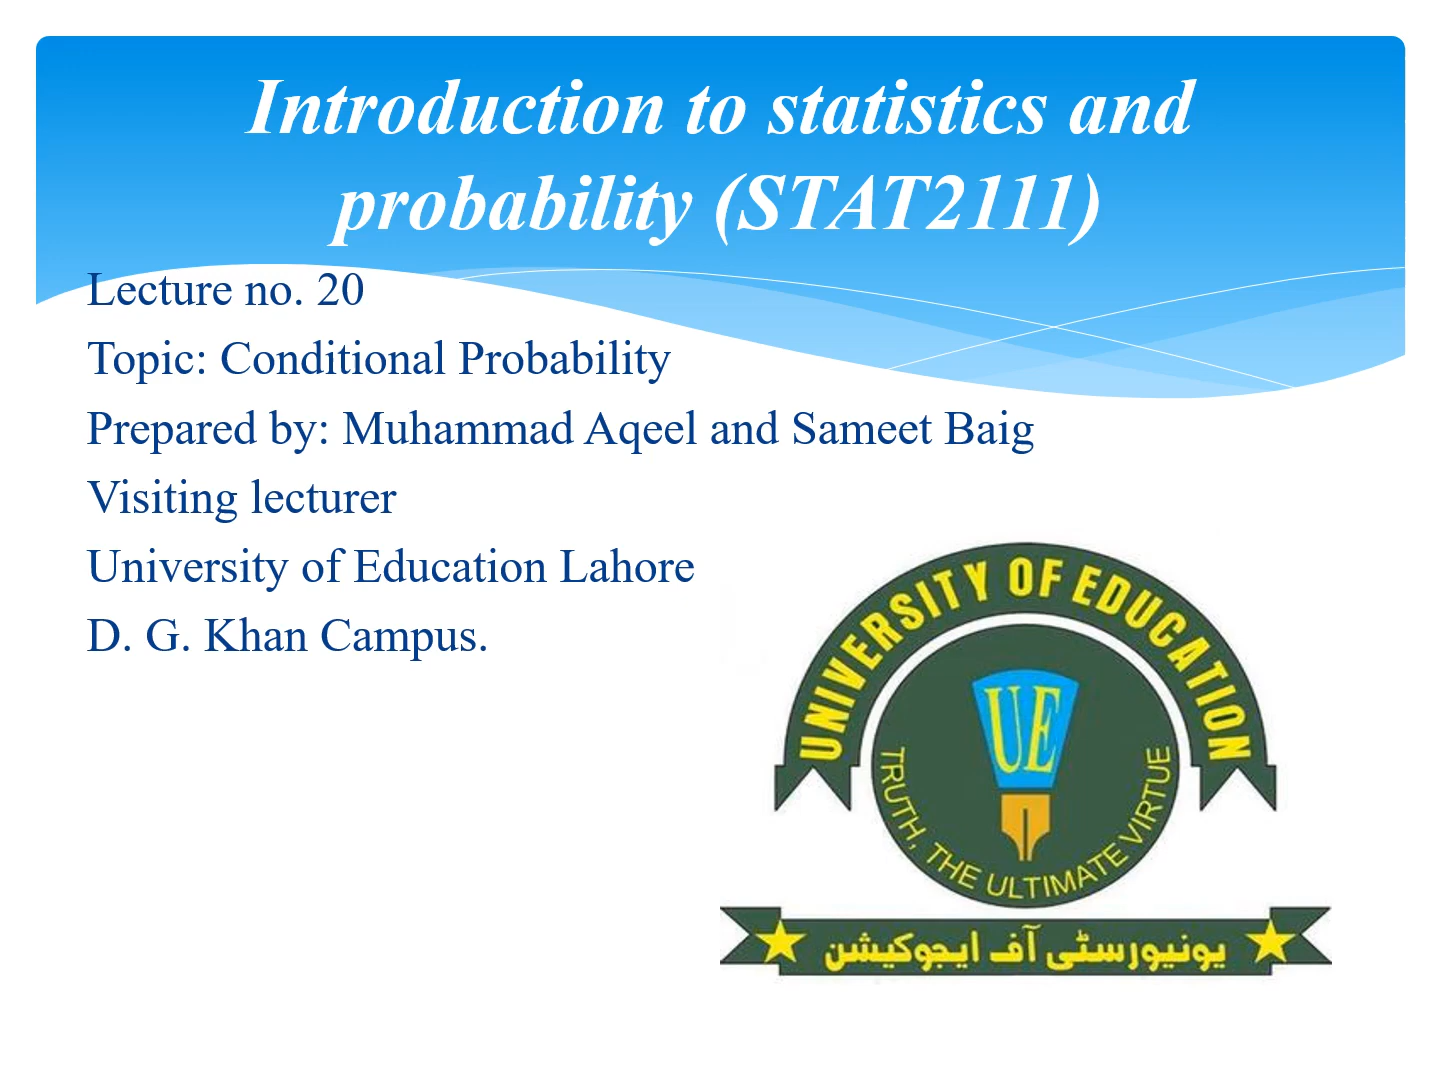 Introduction to statistics and
probability (STAT2111)
Lecture no. 20
Topic: Conditional Probability
Prepared by: Muhammad Aqeel and Sameet Baig
Visiting lecturer
University of Education Lahore
D. G. Khan Campus.
UNIVERSITY OF EDUCATION
UE
TRUTH, THE ULTIMATE VIRTUE
یونیورسٹی آف ایجوکیشن